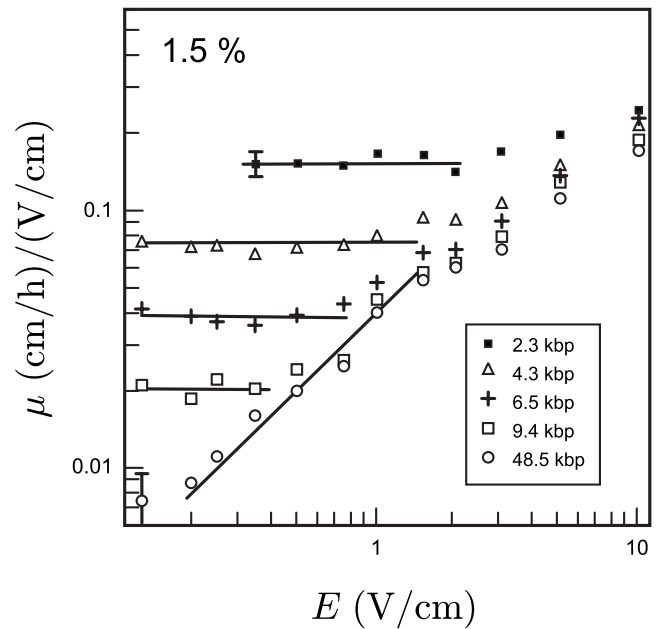 1.5 %
μ (cm/h)/(V/cm)
0.1
0.01
2.3 kbp
4.3 kbp
6.5 kbp
9.4 kbp
48.5 kbp
1
10
E (V/cm)